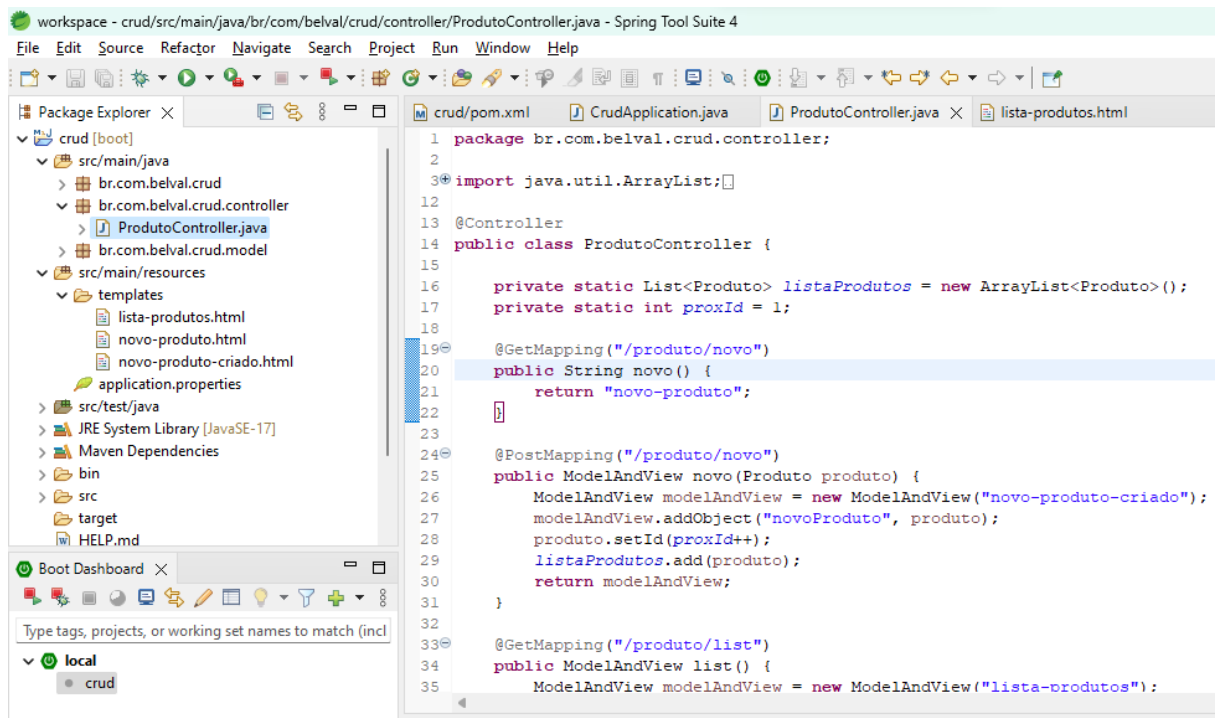 workspace - crud/src/main/java/br/com/belval/crud/controller/ProdutoController.java - Spring Tool Suite 4
File Edit Source Refactor Navigate Search Project Run Window Help
Package Explorer
crud [boot]
src/main/java
br.com.belval.crud
br.com.belval.crud.controller
ProdutoController.java
br.com.belval.crud.model
src/main/resources
templates
lista-produtos.html
novo-produto.html
novo-produto-criado.html
application.properties
src/test/java
JRE System Library [JavaSE-17]
Maven Dependencies
bin
src
target
HELP.md
Boot Dashboard
Type tags, projects, or working set names to match (incl
local
crud
crud/pom.xml CrudApplication.java ProdutoController.java lista-produtos.html
1 package br.com.belval.crud.controller;
2
3 import java.util.ArrayList;
12
13 @Controller
14 public class ProdutoController {
15
16 private static List<Produto> listaProdutos = new ArrayList<Produto>();
17 private static int proxId = 1;
18
19 @GetMapping("/produto/novo")
20 public String novo() {
21 return "novo-produto";
22 }
23
24 @PostMapping("/produto/novo")
25 public ModelAndView novo(Produto produto) {
26 ModelAndView modelAndView = new ModelAndView("novo-produto-criado");
27 modelAndView.addObject("novoProduto", produto);
28 produto.setId(proxId++);
29 listaProdutos.add(produto);
30 return modelAndView;
31 }
32
33 @GetMapping("/produto/list")
34 public ModelAndView list() {
35 ModelAndView modelAndView = new ModelAndView("lista-produtos");